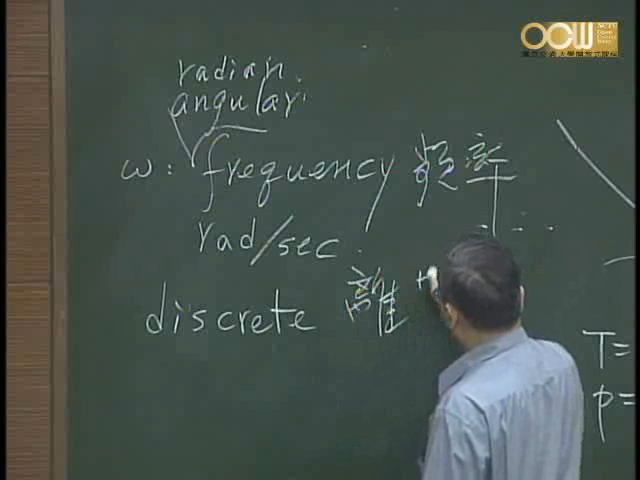 OCW
radian.
angular
ω: frequency 頻率
rad/sec.
discrete 離
T=
p=